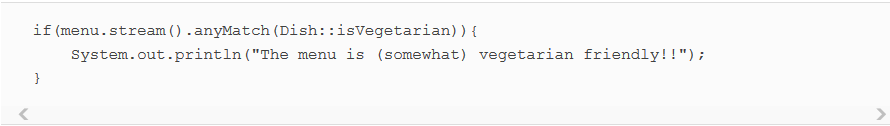 if(menu.stream().anyMatch(Dish::isVegetarian)){
    System.out.println("The menu is (somewhat) vegetarian friendly!!");
}